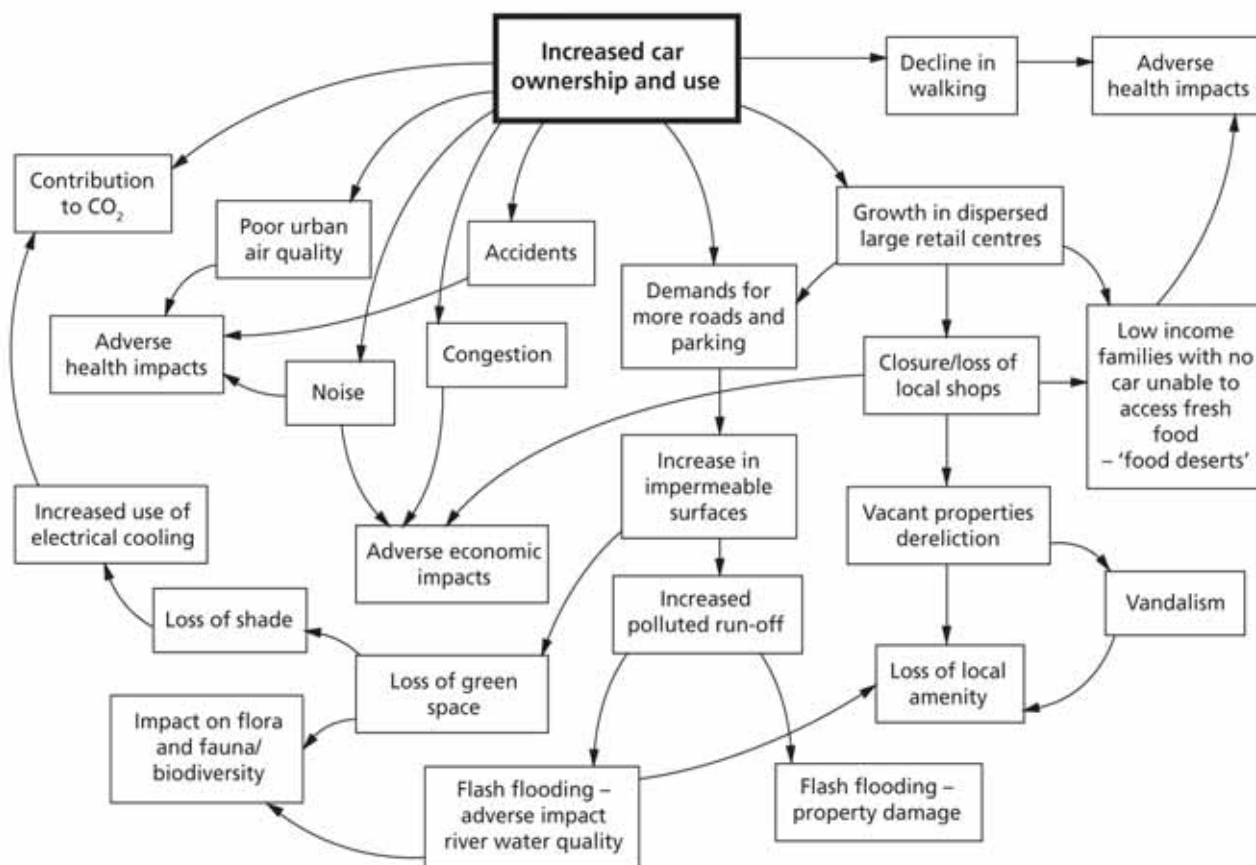 Increased car
ownership and use
Decline in
walking
Adverse
health impacts
Contribution
to CO₂
Poor urban
air quality
Accidents
Growth in dispersed
large retail centres
Demands for
more roads and
parking
Adverse
health impacts
Noise
Congestion
Closure/loss of
local shops
Low income
families with no
car unable to
access fresh
food
– ‘food deserts’
Increase in
impermeable
surfaces
Increased use of
electrical cooling
Adverse economic
impacts
Vacant properties
dereliction
Loss of shade
Increased
polluted run-off
Vandalism
Loss of green
space
Loss of local
amenity
Impact on flora
and fauna/
biodiversity
Flash flooding –
adverse impact
river water quality
Flash flooding –
property damage